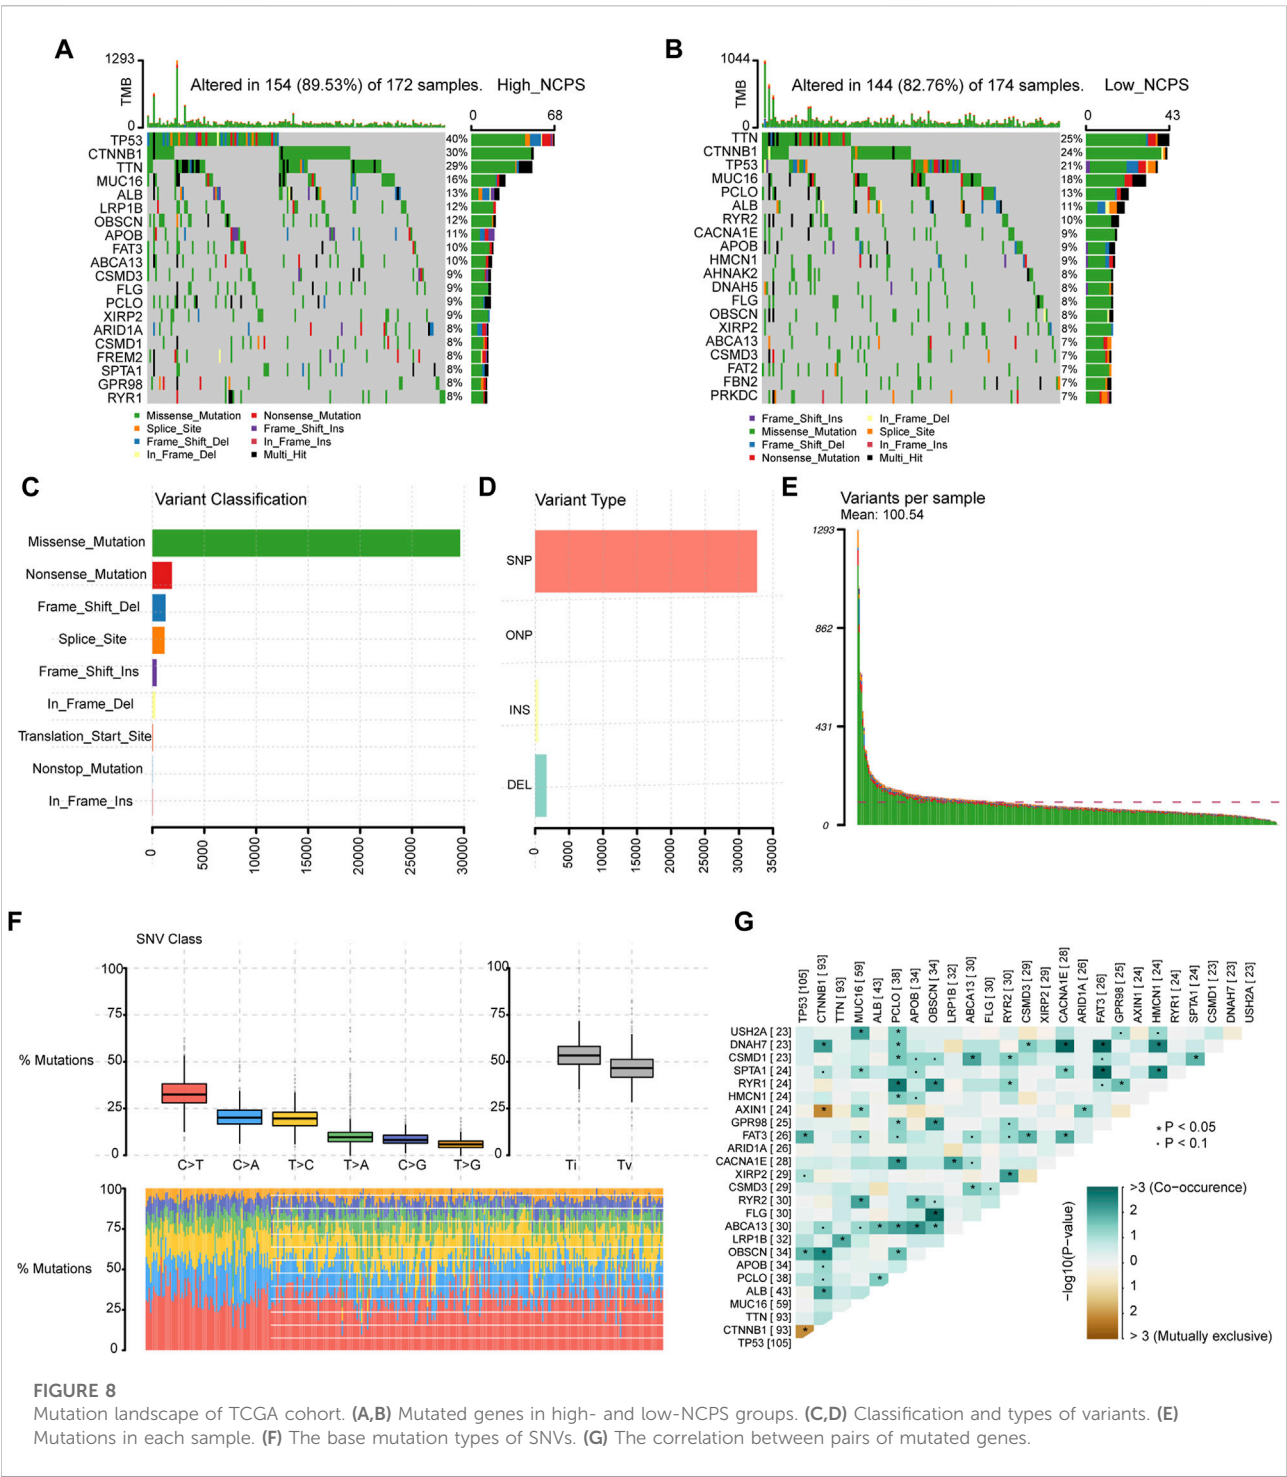 A
1293
TMB
0
Altered in 154 (89.53%) of 172 samples.
High_NCPS
0 68
TP53 40%
CTNNB1 30%
TTN 29%
MUC16 16%
ALB 13%
LRP1B 12%
OBSCN 12%
APOB 11%
FAT3 10%
ABCA13 10%
CSMD3 9%
FLG 9%
PCLO 9%
XIRP2 9%
ARID1A 8%
CSMD1 8%
FREM2 8%
SPTA1 8%
GPR98 8%
RYR1 8%
Missense_Mutation Nonsense_Mutation
Splice_Site Frame_Shift_Ins
Frame_Shift_Del In_Frame_Ins
In_Frame_Del Multi_Hit
B
1044
TMB
0
Altered in 144 (82.76%) of 174 samples.
Low_NCPS
0 43
TTN 25%
CTNNB1 24%
TP53 21%
MUC16 18%
PCLO 13%
ALB 11%
RYR2 10%
CACNA1E 9%
APOB 9%
HMCN1 9%
AHNAK2 8%
DNAH5 8%
FLG 8%
OBSCN 8%
XIRP2 8%
ABCA13 7%
CSMD3 7%
FAT2 7%
FBN2 7%
PRKDC 7%
Frame_Shift_Ins In_Frame_Del
Missense_Mutation Splice_Site
Frame_Shift_Del In_Frame_Ins
Nonsense_Mutation Multi_Hit
C
Variant Classification
Missense_Mutation
Nonsense_Mutation
Frame_Shift_Del
Splice_Site
Frame_Shift_Ins
In_Frame_Del
Translation_Start_Site
Nonstop_Mutation
In_Frame_Ins
0 5000 10000 15000 20000 25000 30000
D
Variant Type
SNP
ONP
INS
DEL
0 5000 10000 15000 20000 25000 30000 35000
E
Variants per sample
Mean: 100.54
1293
862
431
0
F
SNV Class
100
% Mutations
50
25
0
C>T C>A T>C T>A C>G T>G
100
50
25
0
Ti Tv
100
75
% Mutations
50
25
0
G
TP53 [105]
CTNNB1 [ 93]
TTN [ 93]
MUC16 [ 59]
ALB [ 43]
PCLO [ 38]
APOB [ 34]
OBSCN [ 34]
LRP1B [ 32]
ABCA13 [ 30]
FLG [ 30]
RYR2 [ 30]
CSMD3 [ 29]
XIRP2 [ 29]
CACNA1E [ 28]
ARID1A [ 26]
FAT3 [ 26]
GPR98 [ 25]
AXIN1 [ 24]
HMCN1 [ 24]
RYR1 [ 24]
SPTA1 [ 24]
CSMD1 [ 23]
DNAH7 [ 23]
USH2A [ 23]
USH2A [ 23]
DNAH7 [ 23]
CSMD1 [ 23]
SPTA1 [ 24]
RYR1 [ 24]
HMCN1 [ 24]
AXIN1 [ 24]
GPR98 [ 25]
FAT3 [ 26]
ARID1A [ 26]
CACNA1E [ 28]
XIRP2 [ 29]
CSMD3 [ 29]
RYR2 [ 30]
FLG [ 30]
ABCA13 [ 30]
LRP1B [ 32]
OBSCN [ 34]
APOB [ 34]
PCLO [ 38]
ALB [ 43]
MUC16 [ 59]
TTN [ 93]
CTNNB1 [ 93]
TP53 [105]
* P < 0.05
· P < 0.1
−log10(P−value)
>3 (Co−occurence)
2
1
0
1
2
> 3 (Mutually exclusive)
FIGURE 8
Mutation landscape of TCGA cohort. (A,B) Mutated genes in high- and low-NCPS groups. (C,D) Classification and types of variants. (E)
Mutations in each sample. (F) The base mutation types of SNVs. (G) The correlation between pairs of mutated genes.